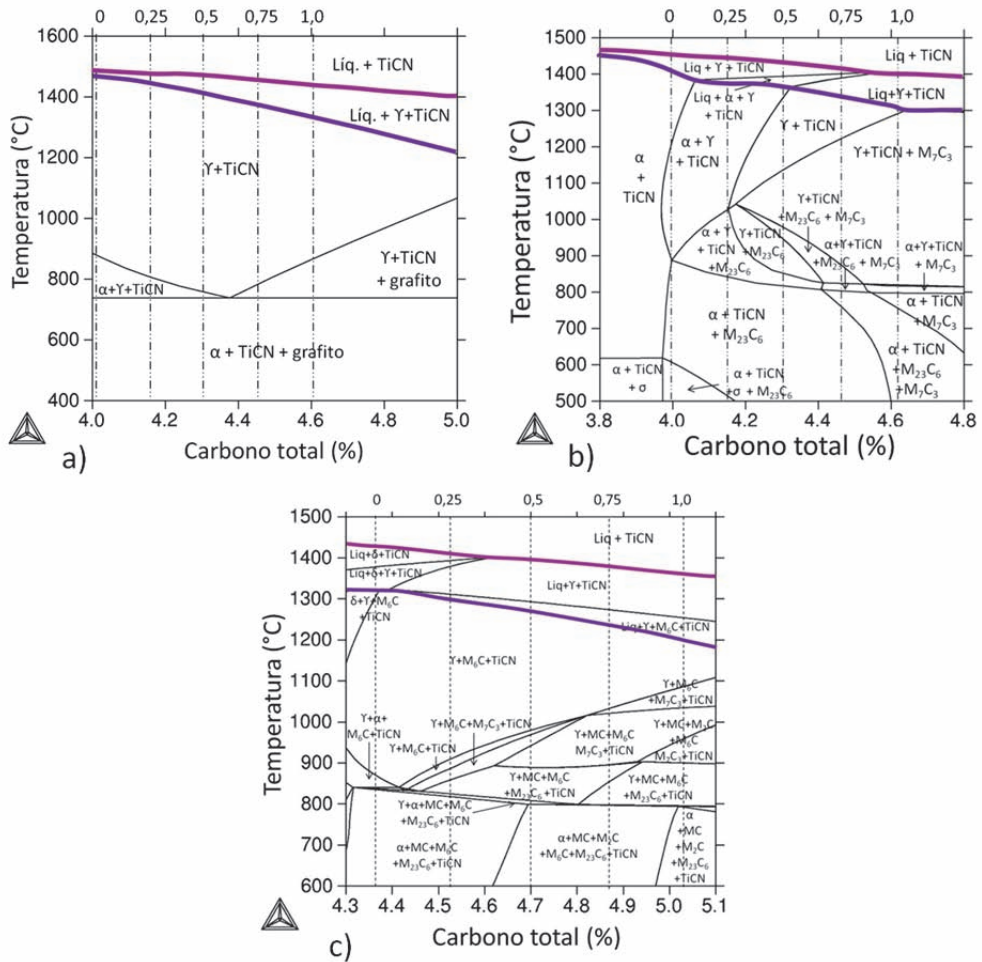 0 0,25 0,5 0,75 1,0
1600
1400
1200
1000
800
600
400
Temperatura (°C)
Líq. + TiCN
Líq. + ϒ+TiCN
ϒ+TiCN
ϒ+TiCN
+ grafito
α+ϒ+TiCN
α + TiCN + grafito
4.0 4.2 4.4 4.6 4.8 5.0
Carbono total (%)
a)
0 0,25 0,5 0,75 1.0
1500
1400
1300
1200
1100
1000
900
800
700
600
500
Temperatura (°C)
Liq + TiCN
Liq + ϒ + TiCN
Liq+ϒ+TiCN
Liq + α + ϒ
+ TiCN
ϒ + TiCN
α + ϒ
+ TiCN
α
+
TiCN
ϒ+TiCN + M₇C₃
ϒ+TiCN
+M₂₃C₆ + M₇C₃
α + ϒ
+ TiCN
+M₂₃C₆
ϒ+TiCN
+M₂₃C₆
α+ϒ+TiCN
+ M₂₃C₆ + M₇C₃
α+ϒ+TiCN
+ M₇C₃
α + TiCN
+M₇C₃
α + TiCN +
M₂₃C₆
α + TiCN
+M₂₃C₆
+M₇C₃
α + TiCN
+ σ
α + TiCN
+σ + M₂₃C₆
3.8 4.0 4.2 4.4 4.6 4.8
Carbono total (%)
b)
0 0,25 0,5 0,75 1,0
1500
1400
1300
1200
1100
1000
900
800
700
600
Temperatura (°C)
Liq + TiCN
Liq+δ+TiCN
Liq+δ+ϒ+TiCN
Liq+ϒ+TiCN
δ+ϒ+M₆C
+TiCN
Liq+ϒ+M₆C+TiCN
ϒ+M₆C+TiCN
ϒ+M₆C
+M₇C₃+TiCN
ϒ+α+
M₆C+TiCN
ϒ+M₆C+M₇C₃+TiCN
ϒ+M₆C+TiCN
ϒ+MC+M₆C
M₇C₃+TiCN
+M₆C
M₇C₃+TiCN
ϒ+MC+M₆C
+M₂₃C₆+TiCN
ϒ+MC+M₆C
+M₂₃C₆+TiCN
ϒ+α+MC+M₆C
+M₂₃C₆+TiCN
α+MC+M₆C
+M₂₃C₆+TiCN
+M₆C+M₂₃C₆+TiCN
α
+
MC
+
M₂C
+
M₂₃C₆
+TiCN
4.3 4.4 4.5 4.6 4.7 4.8 4.9 5.0 5.1
Carbono total (%)
c)